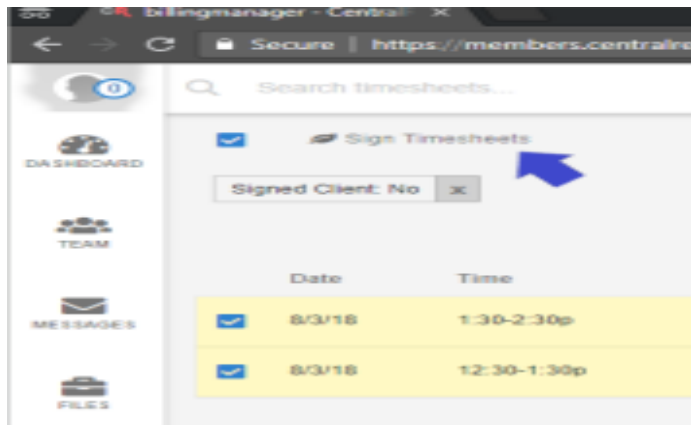 billingmanager - Central
Secure | https://members.centralre
0
Search timesheets...
DASHBOARD
Sign Timesheets
Signed Client: No x
TEAM
Date Time
MESSAGES
8/3/18 1:30-2:30p
8/3/18 12:30-1:30p
FILES